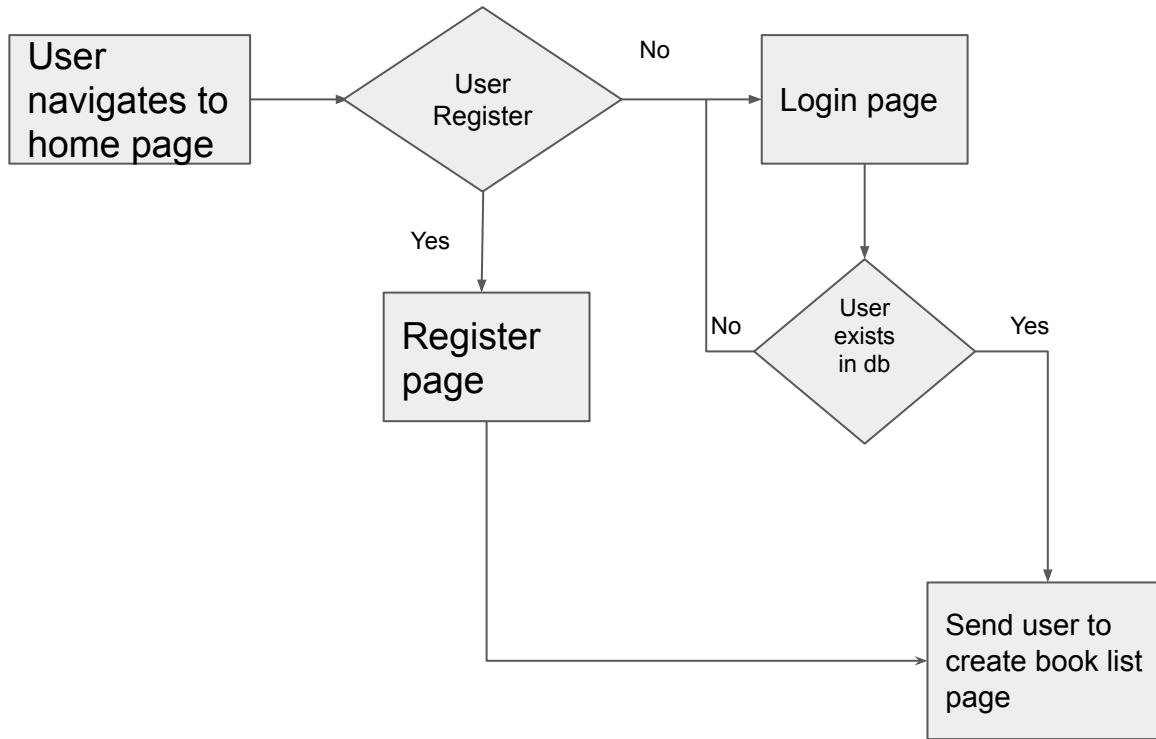 User
navigates to
home page
User
Register
No
Login page
Yes
Register
page
User
exists
in db
No
Yes
Send user to
create book list
page